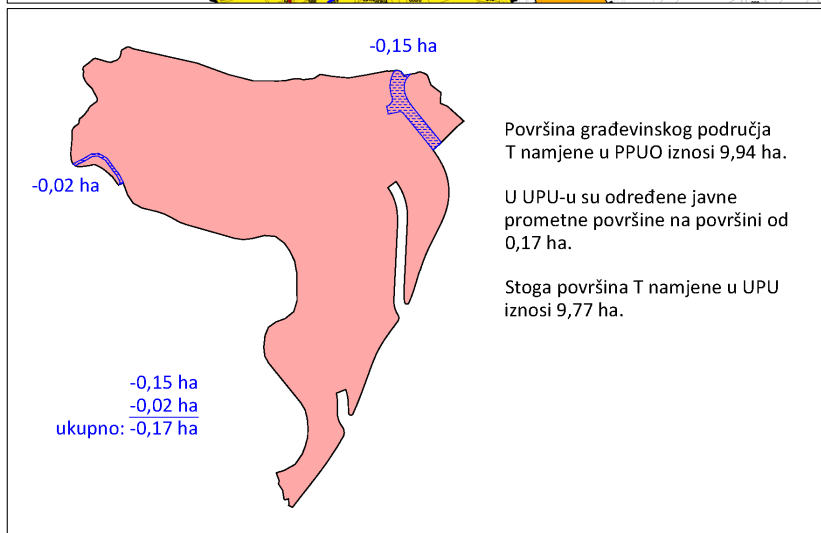 -0,15 ha
Površina građevinskog područja
T namjene u PPUO iznosi 9,94 ha.
-0,02 ha
U UPU-u su određene javne
prometne površine na površini od
0,17 ha.
Stoga površina T namjene u UPU
iznosi 9,77 ha.
-0,15 ha
-0,02 ha
ukupno: -0,17 ha